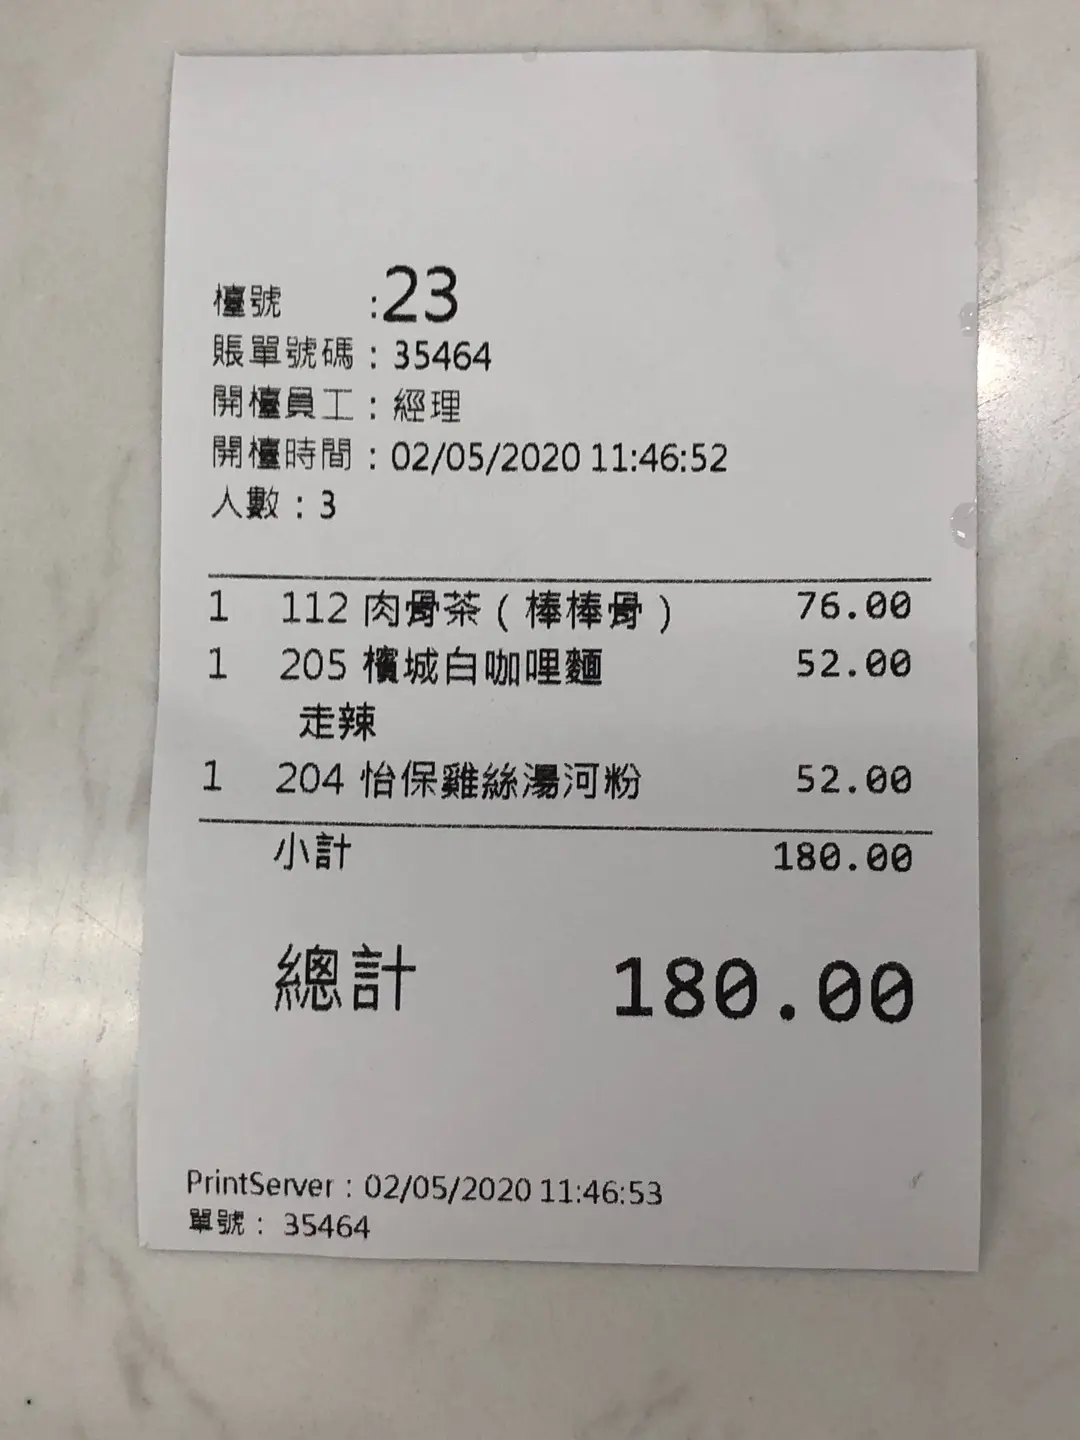 檯號 :23
賬單號碼：35464
開檯員工：經理
開檯時間：02/05/2020 11:46:52
人數：3
1 112 肉骨茶（棒棒骨） 76.00
1 205 檳城白咖哩麵 52.00
走辣
1 204 怡保雞絲湯河粉 52.00
小計 180.00
總計 180.00
PrintServer : 02/05/2020 11:46:53
單號： 35464